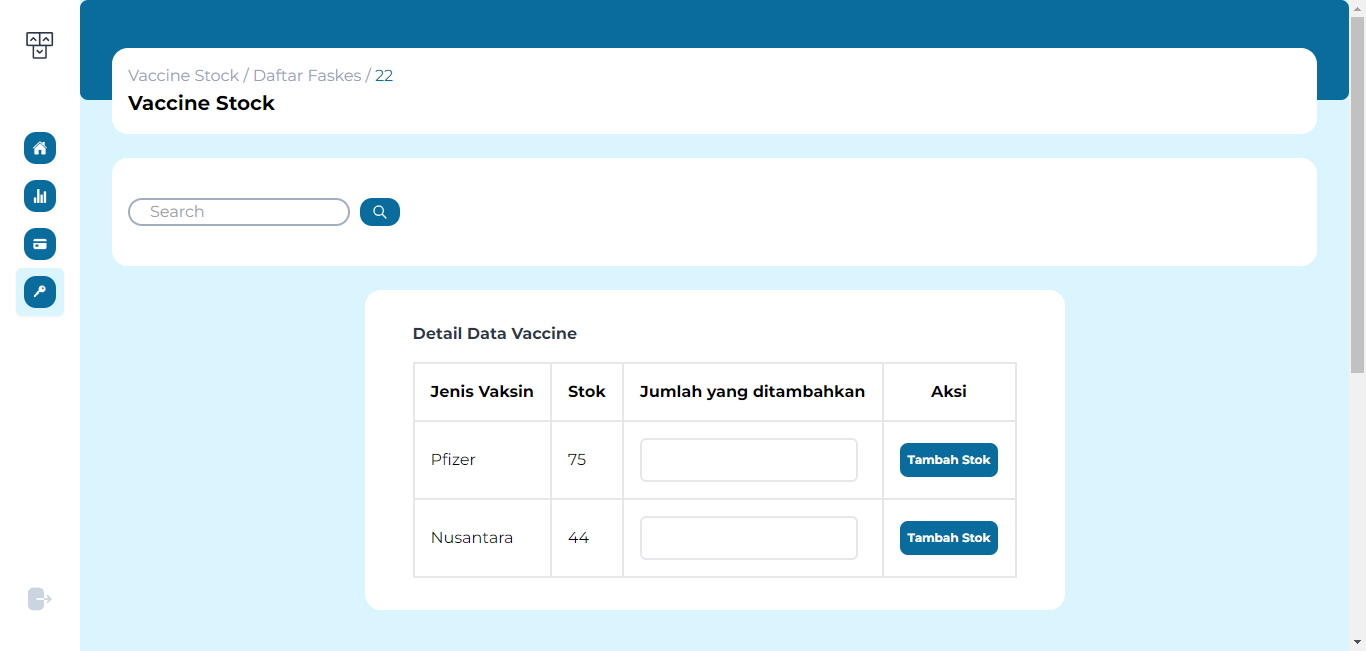 Vaccine Stock / Daftar Faskes / 22
Vaccine Stock
Search
Detail Data Vaccine
Jenis Vaksin Stok Jumlah yang ditambahkan Aksi
Pfizer 75 Tambah Stok
Nusantara 44 Tambah Stok